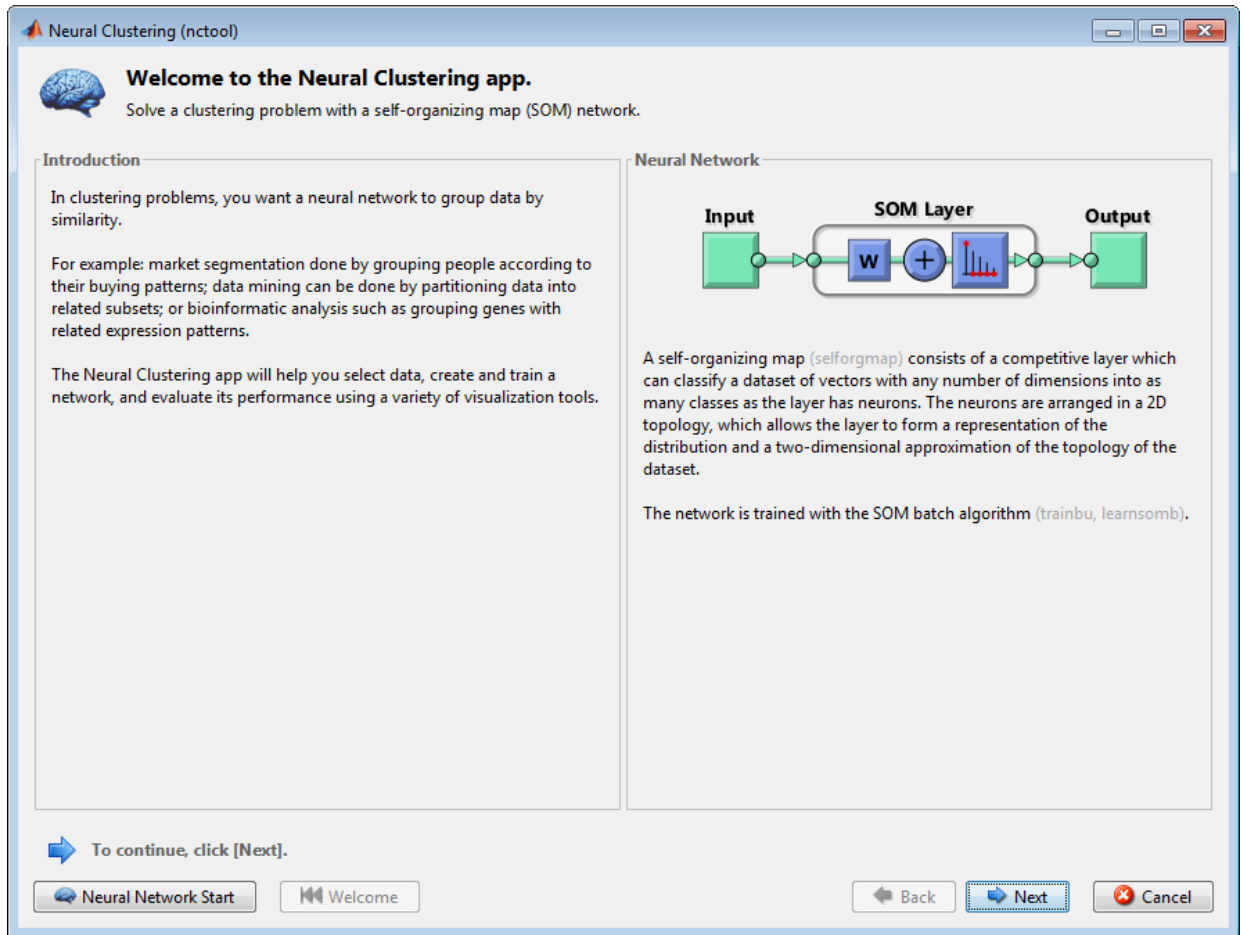 Neural Clustering (nctool)
Welcome to the Neural Clustering app.
Solve a clustering problem with a self-organizing map (SOM) network.
Introduction
In clustering problems, you want a neural network to group data by
similarity.
For example: market segmentation done by grouping people according to
their buying patterns; data mining can be done by partitioning data into
related subsets; or bioinformatic analysis such as grouping genes with
related expression patterns.
The Neural Clustering app will help you select data, create and train a
network, and evaluate its performance using a variety of visualization tools.
Neural Network
Input
SOM Layer
Output
W
+
A self-organizing map (selforgmap) consists of a competitive layer which
can classify a dataset of vectors with any number of dimensions into as
many classes as the layer has neurons. The neurons are arranged in a 2D
topology, which allows the layer to form a representation of the
distribution and a two-dimensional approximation of the topology of the
dataset.
The network is trained with the SOM batch algorithm (trainbu, learnsomb).
To continue, click [Next].
Neural Network Start
Welcome
Back
Next
Cancel